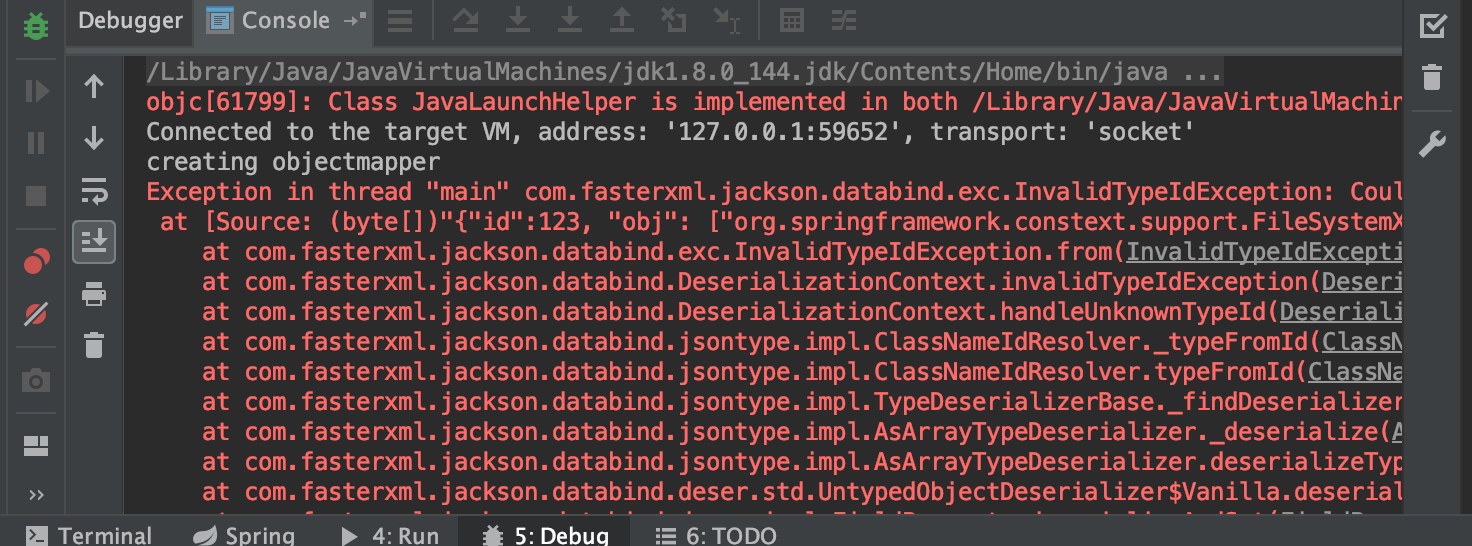 Debugger Console
/Library/Java/JavaVirtualMachines/jdk1.8.0_144.jdk/Contents/Home/bin/java ...
objc[61799]: Class JavaLaunchHelper is implemented in both /Library/Java/JavaVirtualMachin
Connected to the target VM, address: '127.0.0.1:59652', transport: 'socket'
creating objectmapper
Exception in thread "main" com.fasterxml.jackson.databind.exc.InvalidTypeIdException: Coul
at [Source: (byte[])"{"id":123, "obj": ["org.springframework.constext.support.FileSystemX
at com.fasterxml.jackson.databind.exc.InvalidTypeIdException.from(InvalidTypeIdExcepti
at com.fasterxml.jackson.databind.DeserializationContext.invalidTypeIdException(Deseri
at com.fasterxml.jackson.databind.DeserializationContext.handleUnknownTypeId(Deseriali
at com.fasterxml.jackson.databind.jsontype.impl.ClassNameIdResolver._typeFromId(ClassN
at com.fasterxml.jackson.databind.jsontype.impl.ClassNameIdResolver.typeFromId(ClassNa
at com.fasterxml.jackson.databind.jsontype.impl.TypeDeserializerBase._findDeserializer
at com.fasterxml.jackson.databind.jsontype.impl.AsArrayTypeDeserializer._deserialize(A
at com.fasterxml.jackson.databind.jsontype.impl.AsArrayTypeDeserializer.deserializeTyp
at com.fasterxml.jackson.databind.deser.std.UntypedObjectDeserializer$Vanilla.deserial
Terminal Spring 4: Run 5: Debug 6: TODO